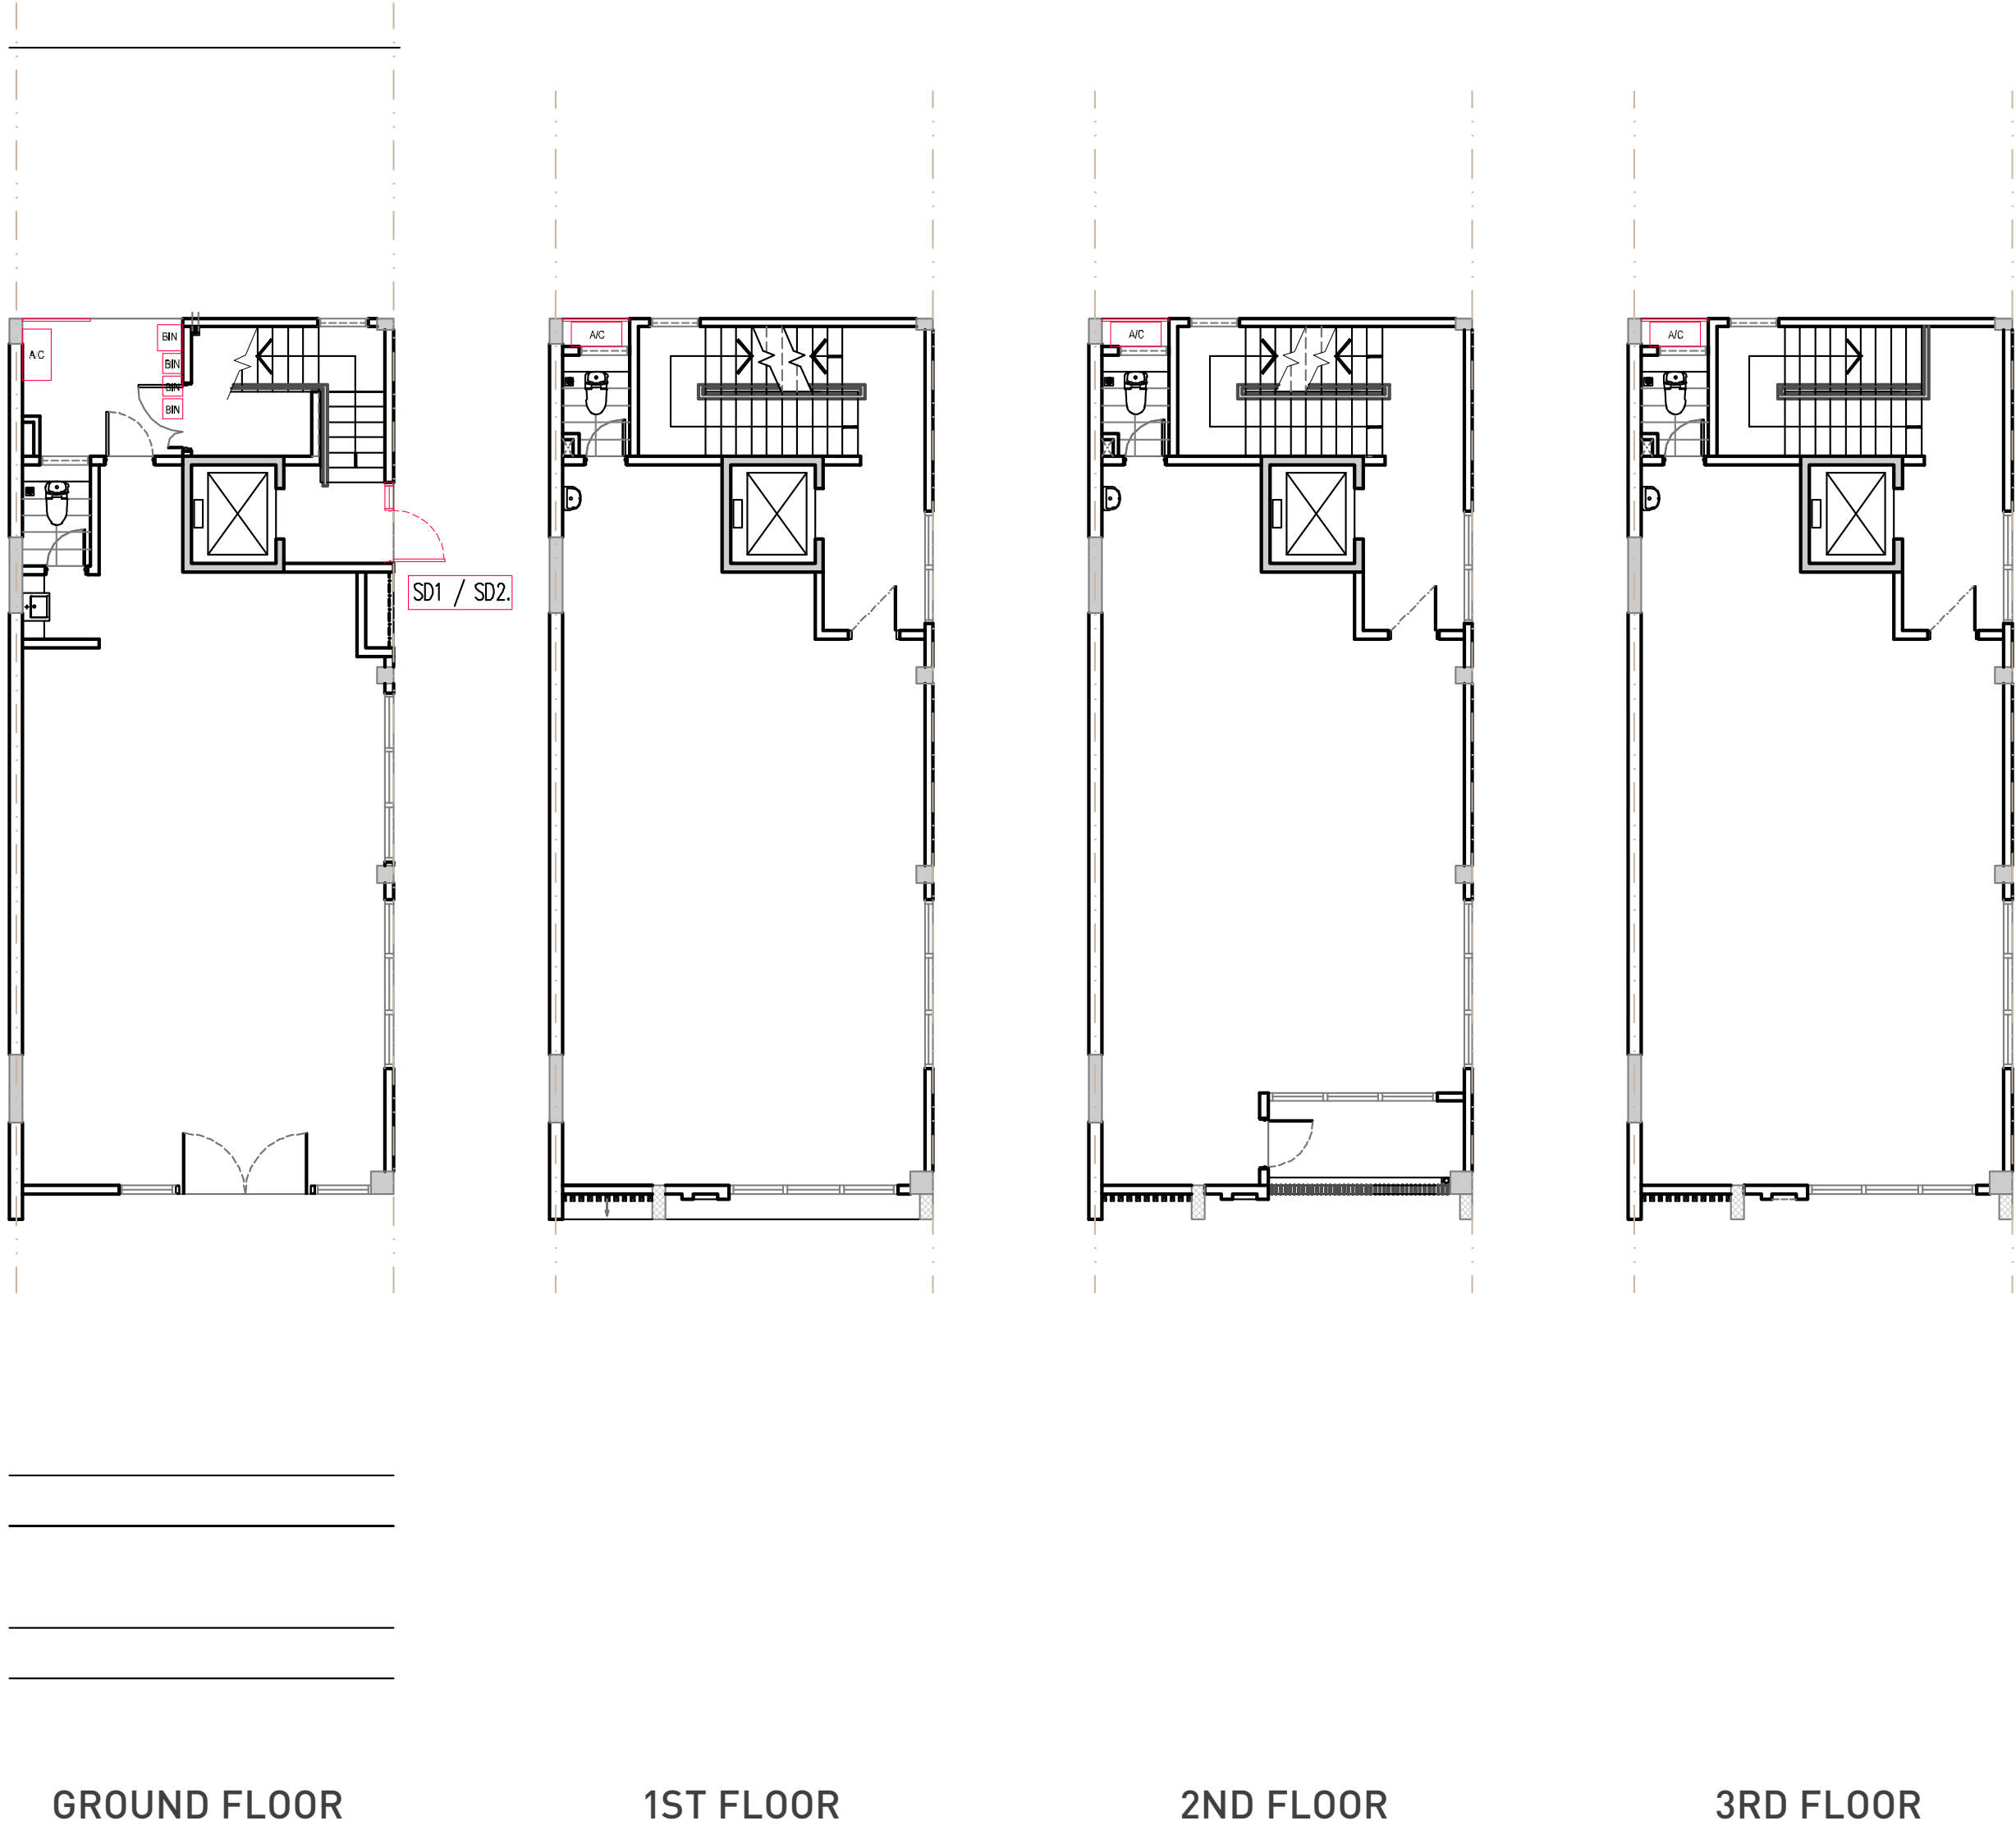 BIN
A/C
BIN
BIN
BIN
SD1 / SD2.
A/C
A/C
A/C
GROUND FLOOR
1ST FLOOR
2ND FLOOR
3RD FLOOR